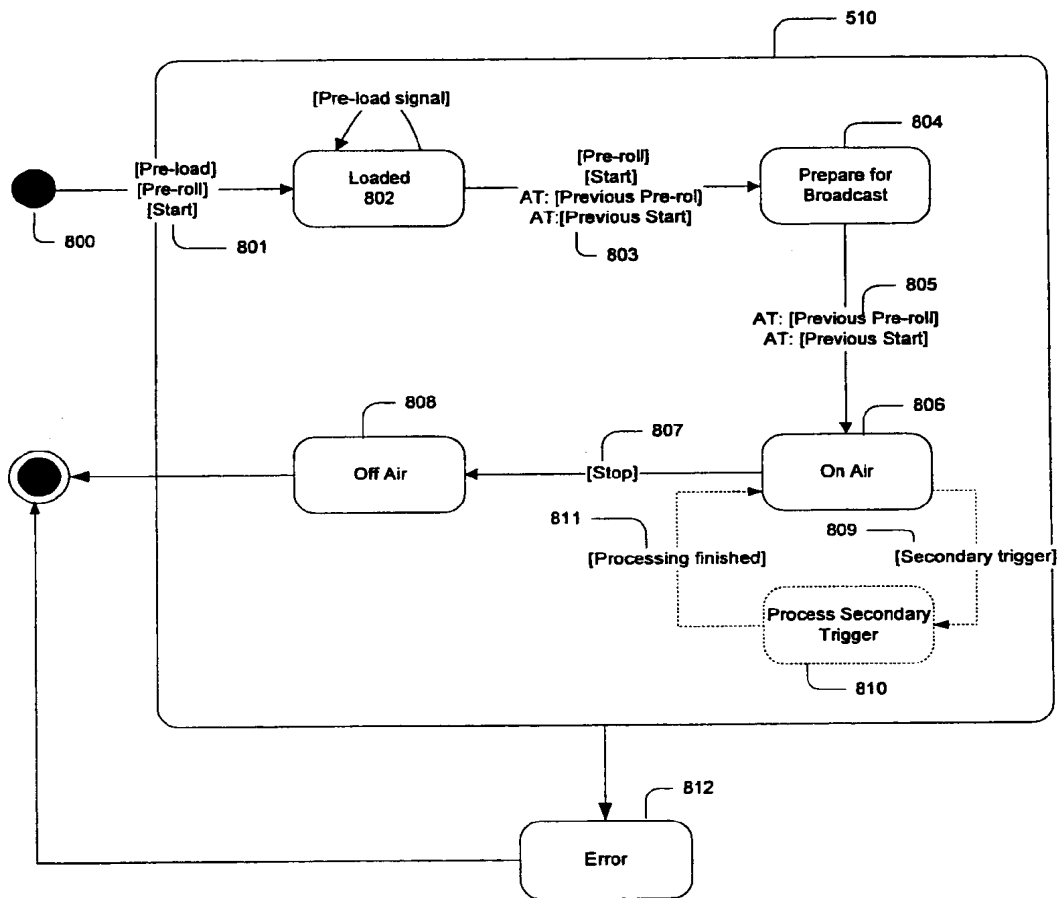 510
[Pre-load signal]
804
[Pre-load]
[Pre-roll]
[Start]
Loaded
802
[Pre-roll]
[Start]
AT: [Previous Pre-rol]
AT:[Previous Start]
Prepare for
Broadcast
800
801
803
805
AT: [Previous Pre-roll]
AT: [Previous Start]
808
807
806
Off Air
[Stop]
On Air
811
809
[Processing finished]
[Secondary trigger]
Process Secondary
Trigger
810
812
Error